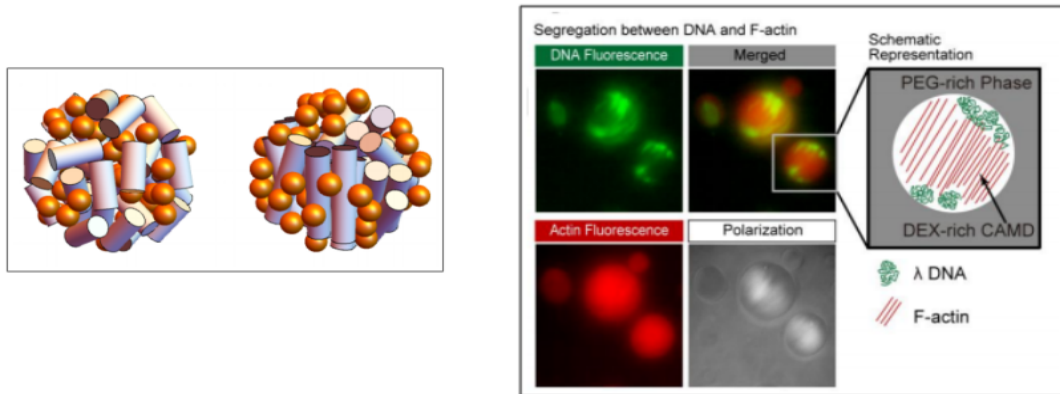 Segregation between DNA and F-actin
DNA Fluorescence
Merged
Schematic
Representation
PEG-rich Phase
DEX-rich CAMD
Actin Fluorescence
Polarization
λ DNA
F-actin